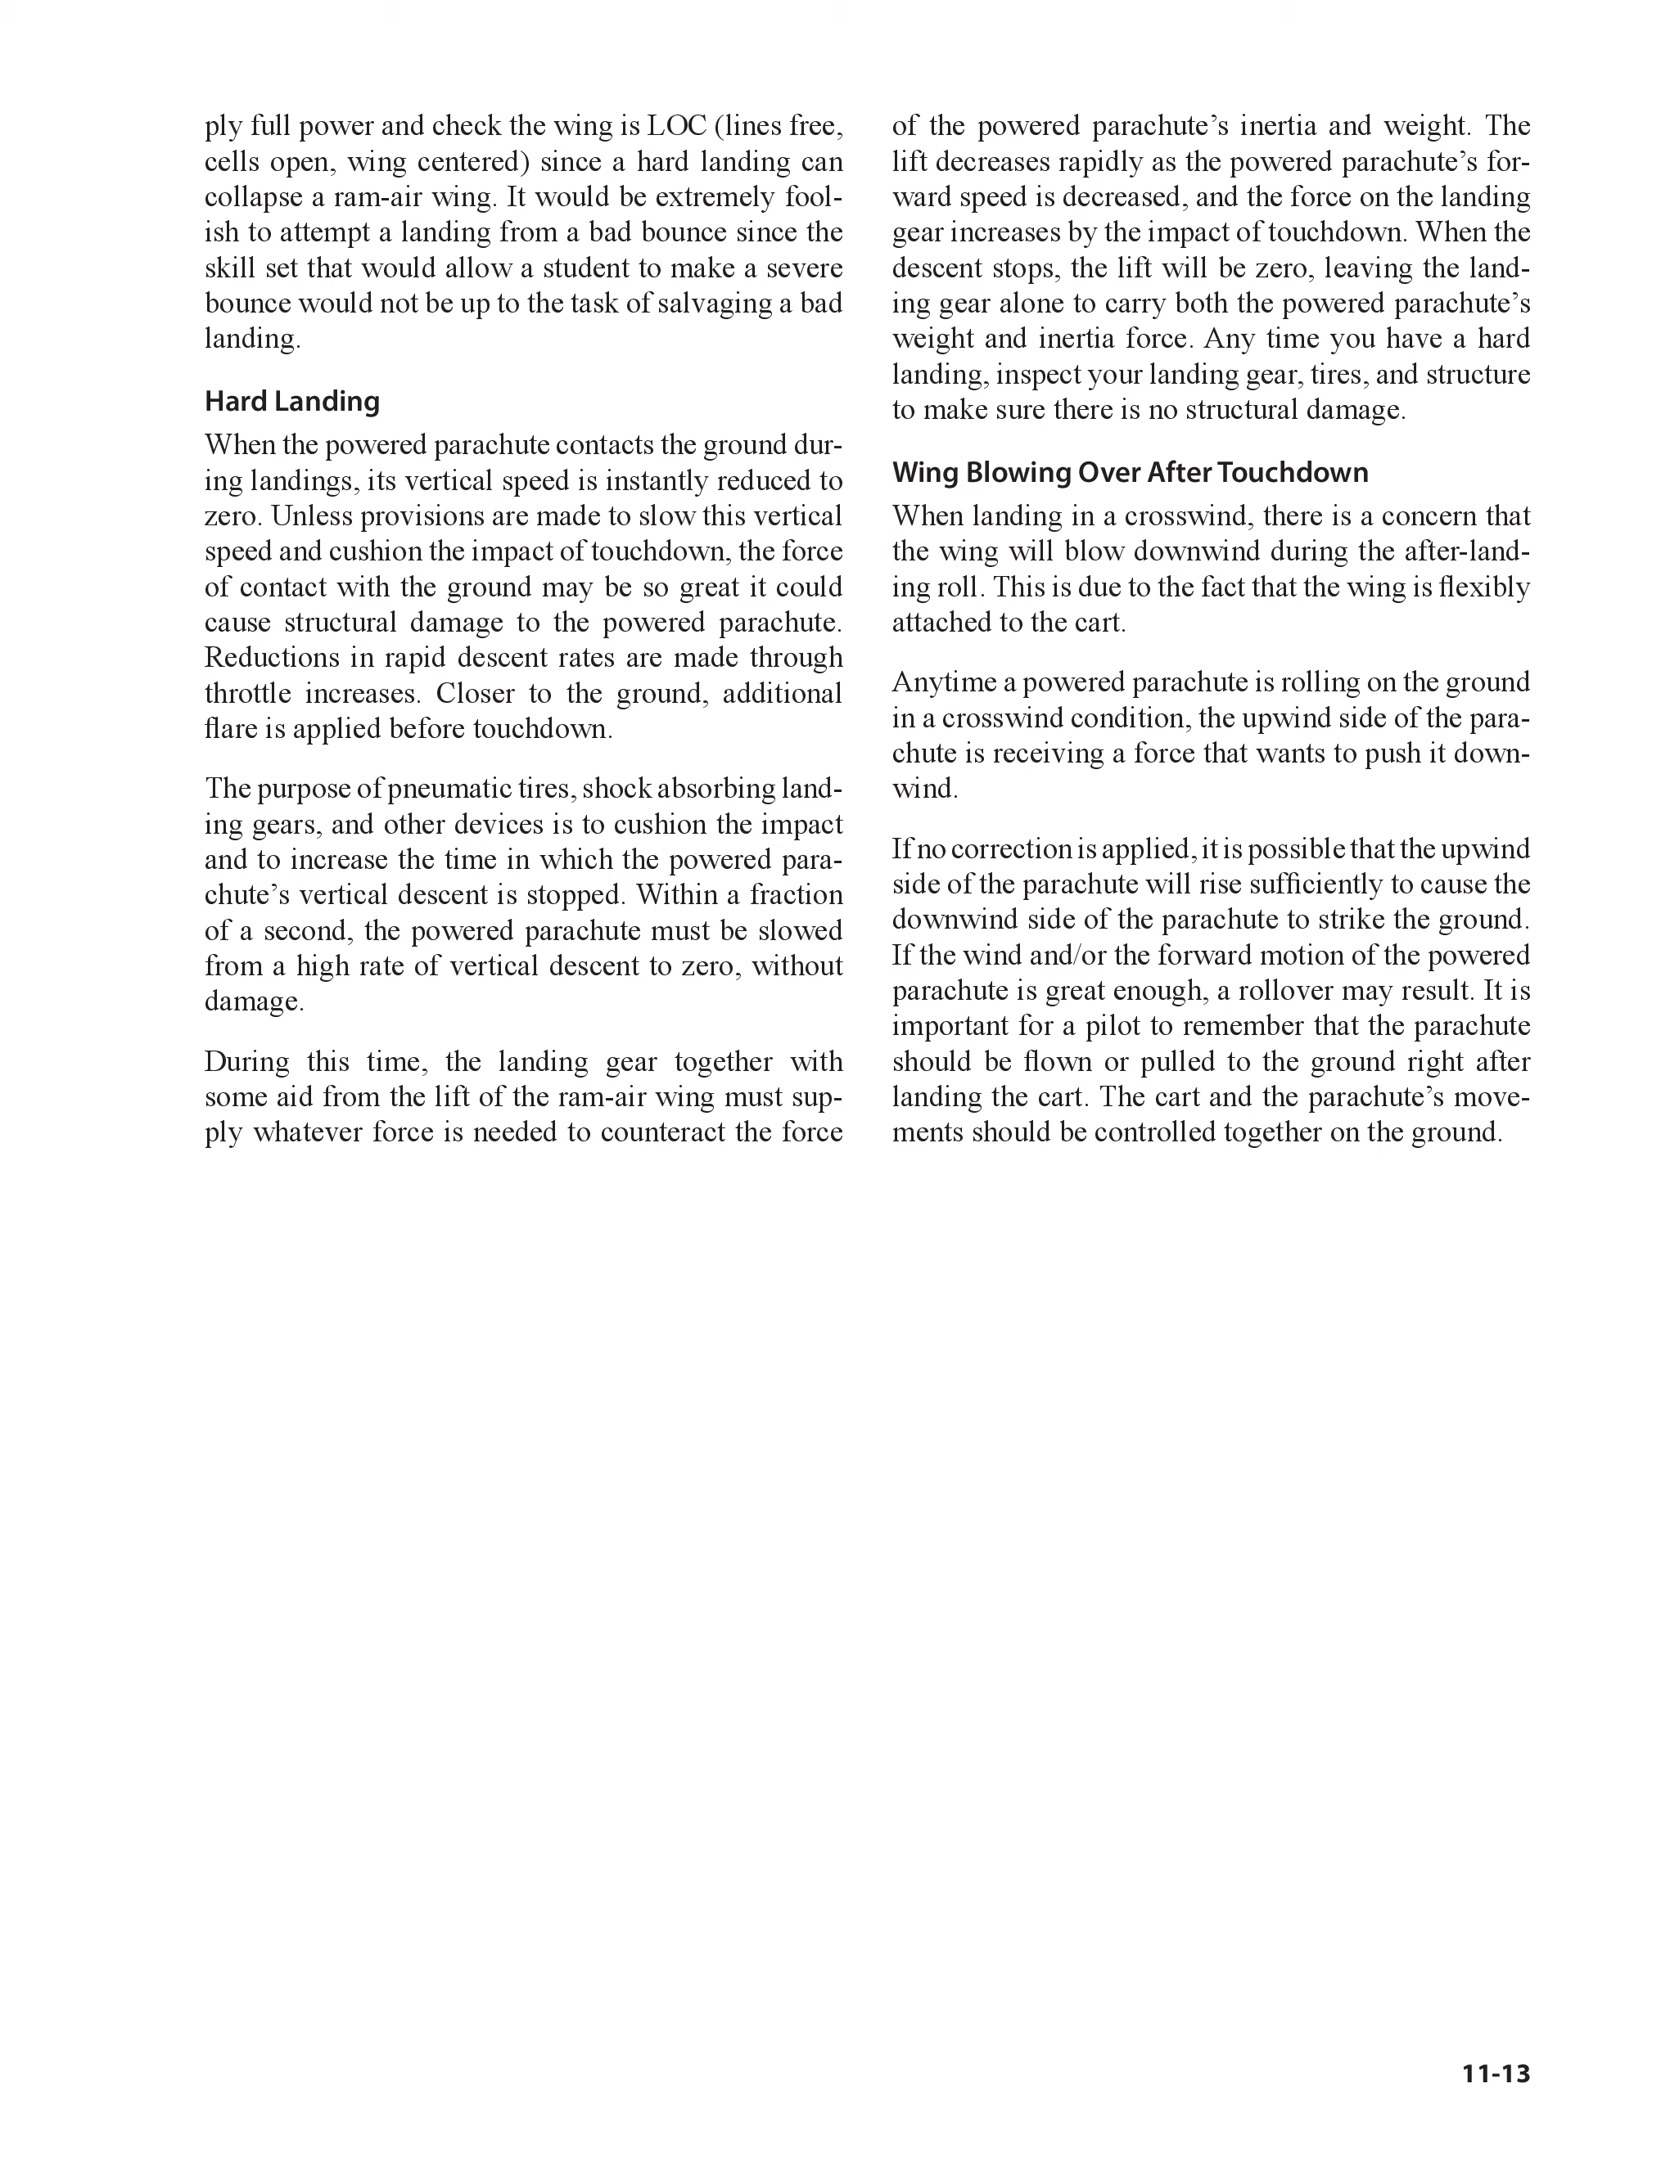 ply full power and check the wing is LOC (lines free,
cells open, wing centered) since a hard landing can
collapse a ram-air wing. It would be extremely fool-
ish to attempt a landing from a bad bounce since the
skill set that would allow a student to make a severe
bounce would not be up to the task of salvaging a bad
landing.
Hard Landing
When the powered parachute contacts the ground dur-
ing landings, its vertical speed is instantly reduced to
zero. Unless provisions are made to slow this vertical
speed and cushion the impact of touchdown, the force
of contact with the ground may be so great it could
cause structural damage to the powered parachute.
Reductions in rapid descent rates are made through
throttle increases. Closer to the ground, additional
flare is applied before touchdown.
The purpose of pneumatic tires, shock absorbing land-
ing gears, and other devices is to cushion the impact
and to increase the time in which the powered para-
chute’s vertical descent is stopped. Within a fraction
of a second, the powered parachute must be slowed
from a high rate of vertical descent to zero, without
damage.
During this time, the landing gear together with
some aid from the lift of the ram-air wing must sup-
ply whatever force is needed to counteract the force
of the powered parachute’s inertia and weight. The
lift decreases rapidly as the powered parachute’s for-
ward speed is decreased, and the force on the landing
gear increases by the impact of touchdown. When the
descent stops, the lift will be zero, leaving the land-
ing gear alone to carry both the powered parachute’s
weight and inertia force. Any time you have a hard
landing, inspect your landing gear, tires, and structure
to make sure there is no structural damage.
Wing Blowing Over After Touchdown
When landing in a crosswind, there is a concern that
the wing will blow downwind during the after-land-
ing roll. This is due to the fact that the wing is flexibly
attached to the cart.
Anytime a powered parachute is rolling on the ground
in a crosswind condition, the upwind side of the para-
chute is receiving a force that wants to push it down-
wind.
If no correction is applied, it is possible that the upwind
side of the parachute will rise sufficiently to cause the
downwind side of the parachute to strike the ground.
If the wind and/or the forward motion of the powered
parachute is great enough, a rollover may result. It is
important for a pilot to remember that the parachute
should be flown or pulled to the ground right after
landing the cart. The cart and the parachute’s move-
ments should be controlled together on the ground.
11-13